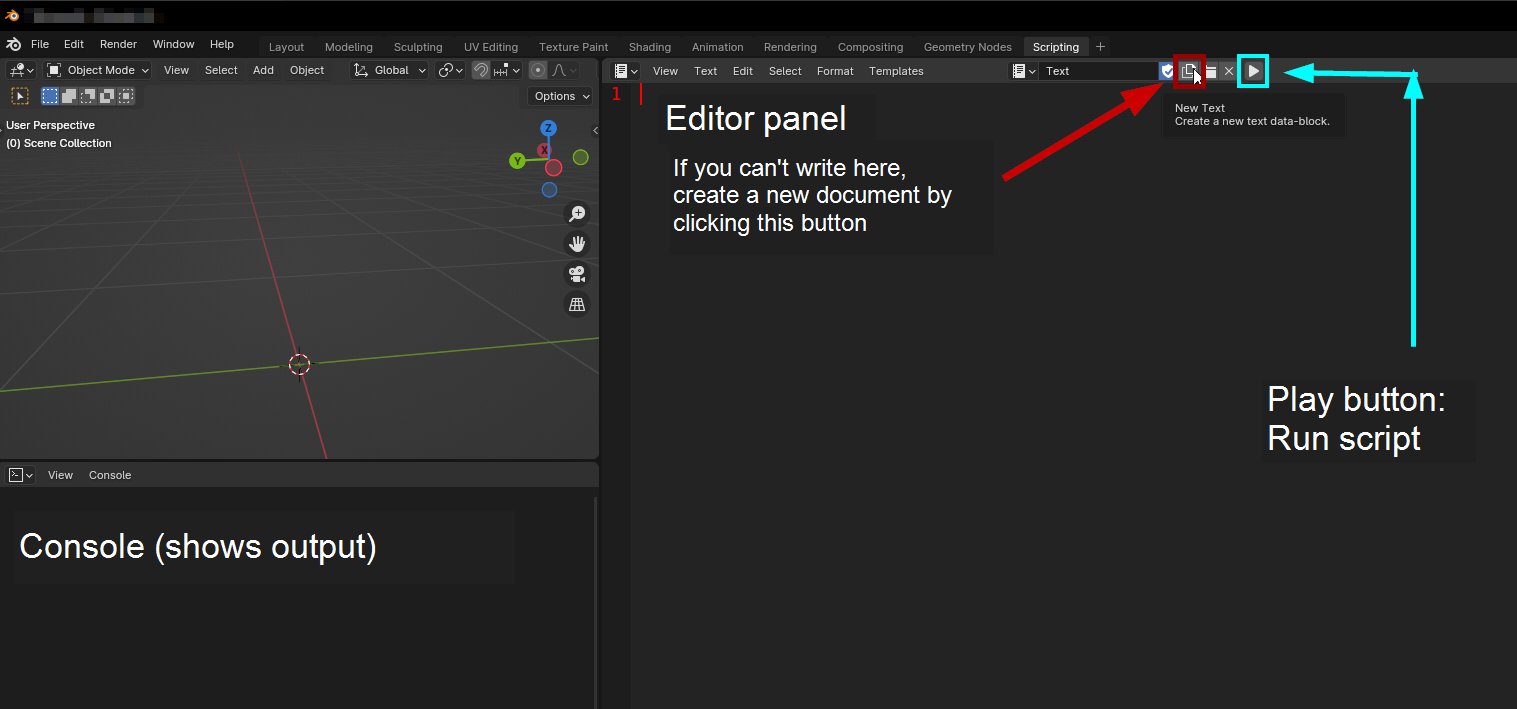 File Edit Render Window Help Layout Modeling Sculpting UV Editing Texture Paint Shading Animation Rendering Compositing Geometry Nodes Scripting
Object Mode View Select Add Object Global
View Text Edit Select Format Templates Text
Options
1
User Perspective
(0) Scene Collection
Z
Y
X
New Text
Create a new text data-block.
Editor panel
If you can't write here,
create a new document by
clicking this button
Play button:
Run script
View Console
Console (shows output)